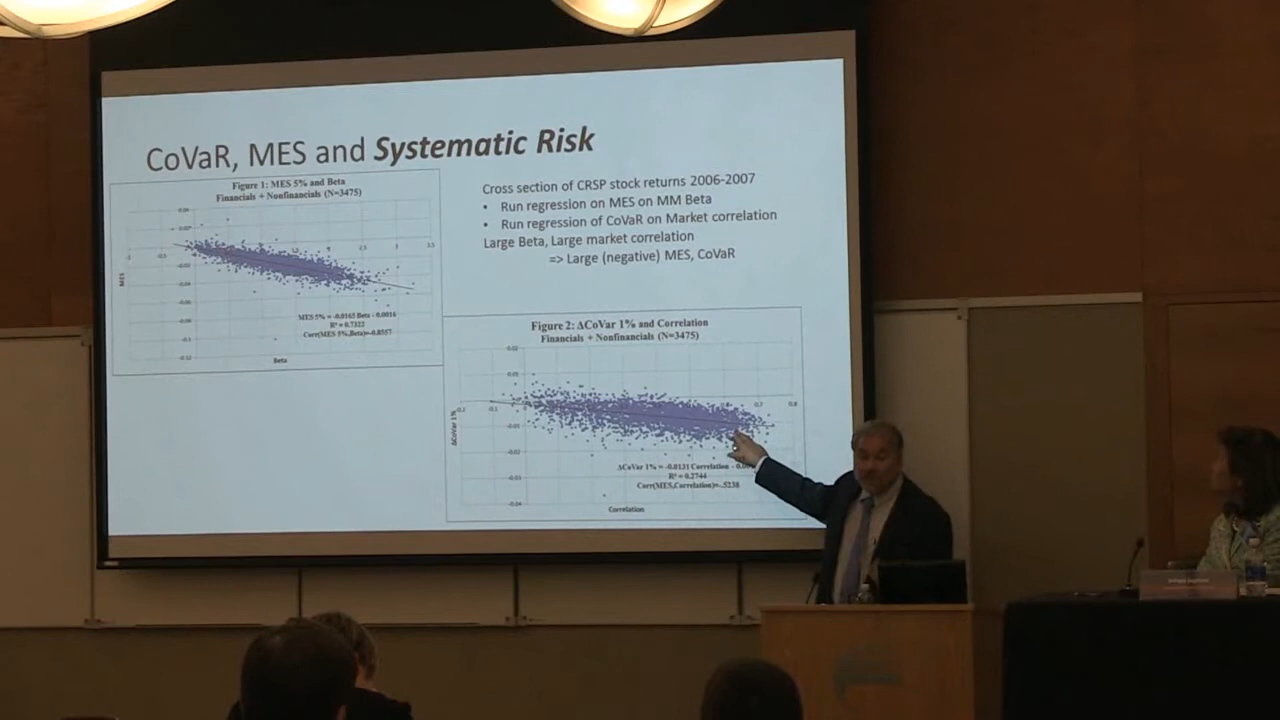 CoVaR, MES and Systematic Risk
Figure 1: MES 5% and Beta
Financials + Nonfinancials (N=3475)
MES
MES 5% = -0.0165 Beta - 0.0016
R² = 0.7322
Corr(MES 5%,Beta)=-0.8557
Beta
Cross section of CRSP stock returns 2006-2007
• Run regression on MES on MM Beta
• Run regression of CoVaR on Market correlation
Large Beta, Large market correlation
=> Large (negative) MES, CoVaR
Figure 2: ΔCoVar 1% and Correlation
Financials + Nonfinancials (N=3475)
ΔCoVar 1%
ΔCoVar 1% = -0.0131 Correlation -
R² = 0.2744
Corr(MES,Correlation)=-.5238
Correlation